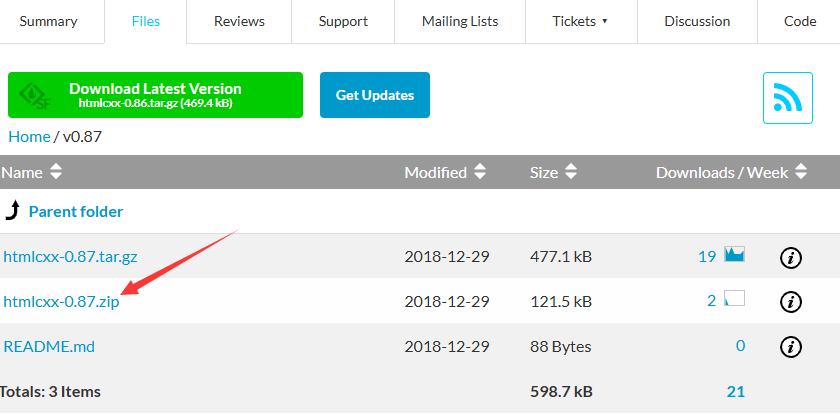 Summary Files Reviews Support Mailing Lists Tickets Discussion Code
Download Latest Version
htmlcxx-0.86.tar.gz (469.4 kB)
SF
Get Updates
Home / v0.87
Name Modified Size Downloads / Week
Parent folder
htmlcxx-0.87.tar.gz 2018-12-29 477.1 kB 19 i
htmlcxx-0.87.zip 2018-12-29 121.5 kB 2 i
README.md 2018-12-29 88 Bytes 0 i
Totals: 3 Items 598.7 kB 21